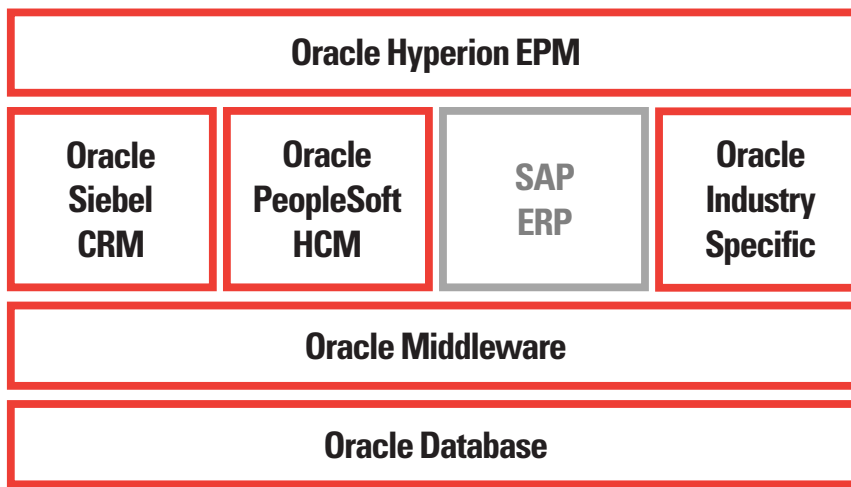 Oracle Hyperion EPM
Oracle
Siebel
CRM
Oracle
PeopleSoft
HCM
SAP
ERP
Oracle
Industry
Specific
Oracle Middleware
Oracle Database